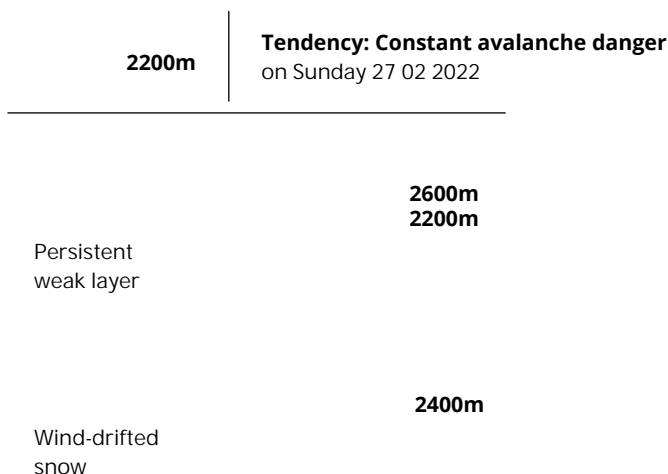 2200m
Tendency: Constant avalanche danger
on Sunday 27 02 2022
2600m
2200m
Persistent
weak layer
2400m
Wind-drifted
snow